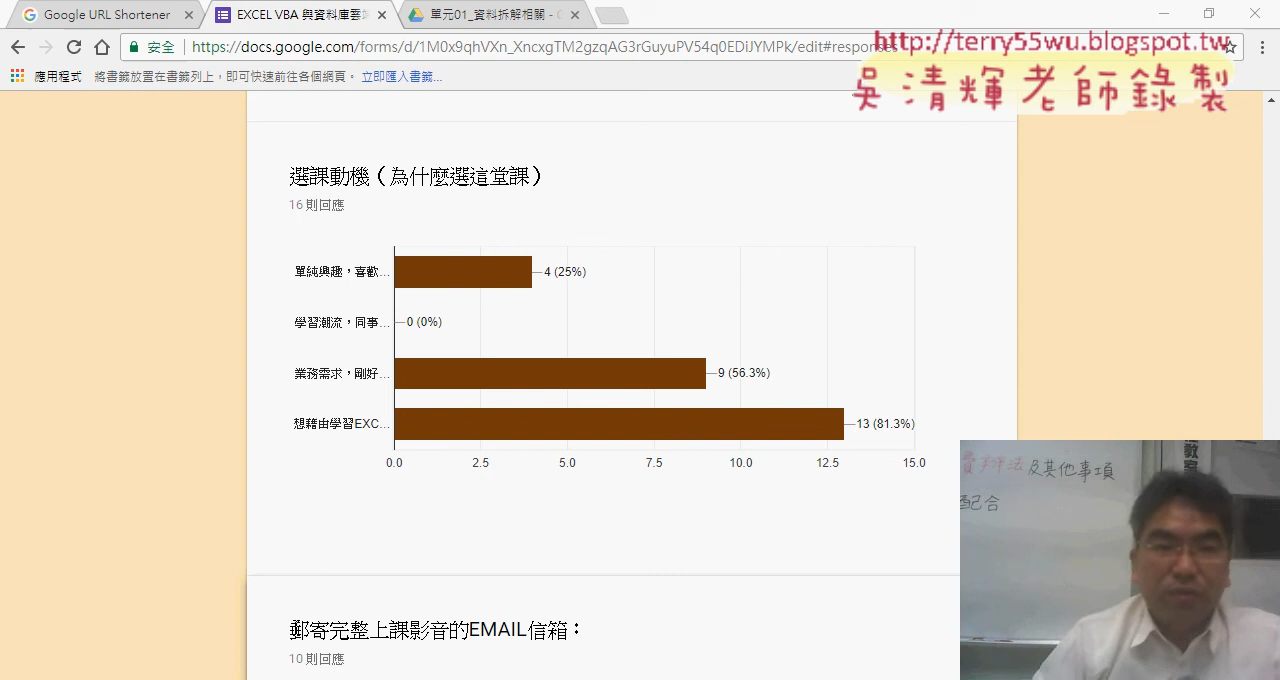 Google URL Shortener
EXCEL VBA 與資料庫雲
單元01_資料拆解相關 -
安全
https://docs.google.com/forms/d/1M0x9qhVXn_XncxgTM2gzqAG3rGuyuPV54q0EDiJYMPk/edit#responses
http://terry55wu.blogspot.tw
應用程式
將書籤放置在書籤列上,即可快速前往各個網頁。
立即匯入書籤...
吳清輝老師錄製
選課動機(為什麼選這堂課)
16 則回應
單純興趣,喜歡...
4 (25%)
學習潮流,同事...
0 (0%)
業務需求,剛好...
9 (56.3%)
想藉由學習EXC...
13 (81.3%)
0.0 2.5 5.0 7.5 10.0 12.5 15.0
郵寄完整上課影音的EMAIL信箱:
10 則回應
教室
及其他事項
配合